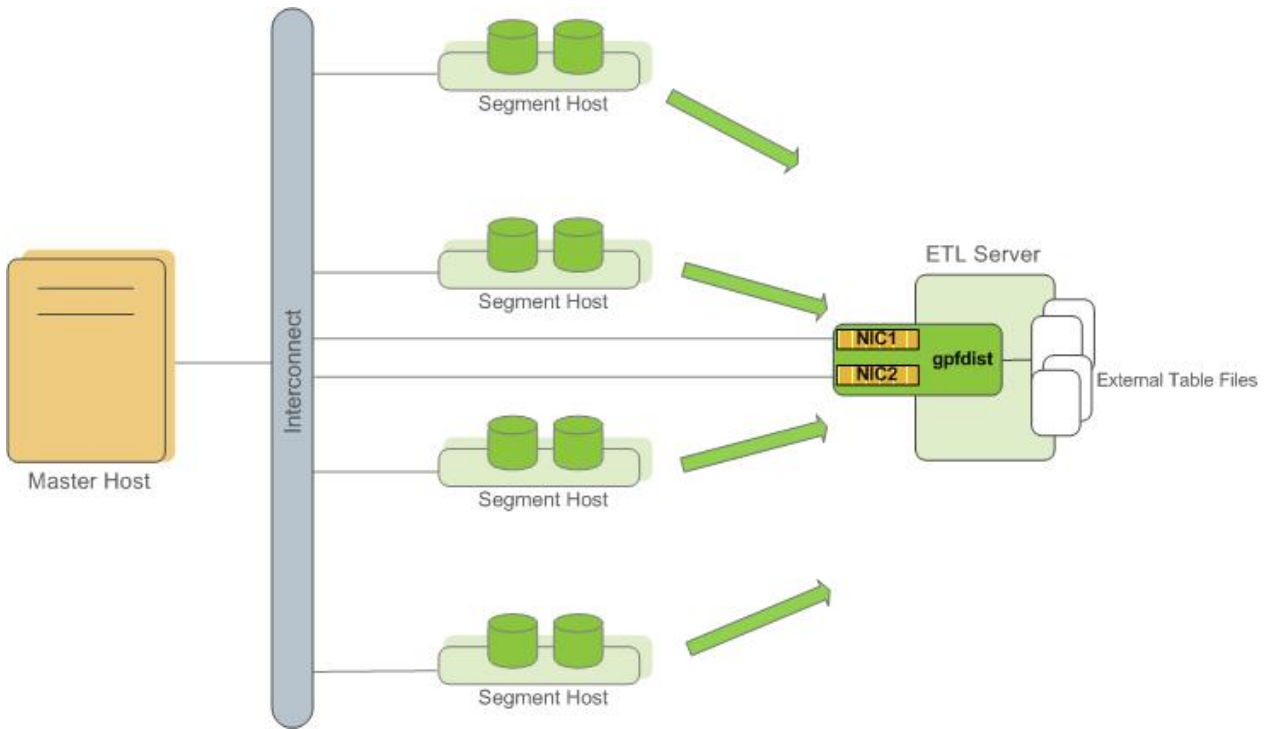 Segment Host
Segment Host
ETL Server
Interconnect
NIC1
gpfdist
NIC2
External Table Files
Master Host
Segment Host
Segment Host